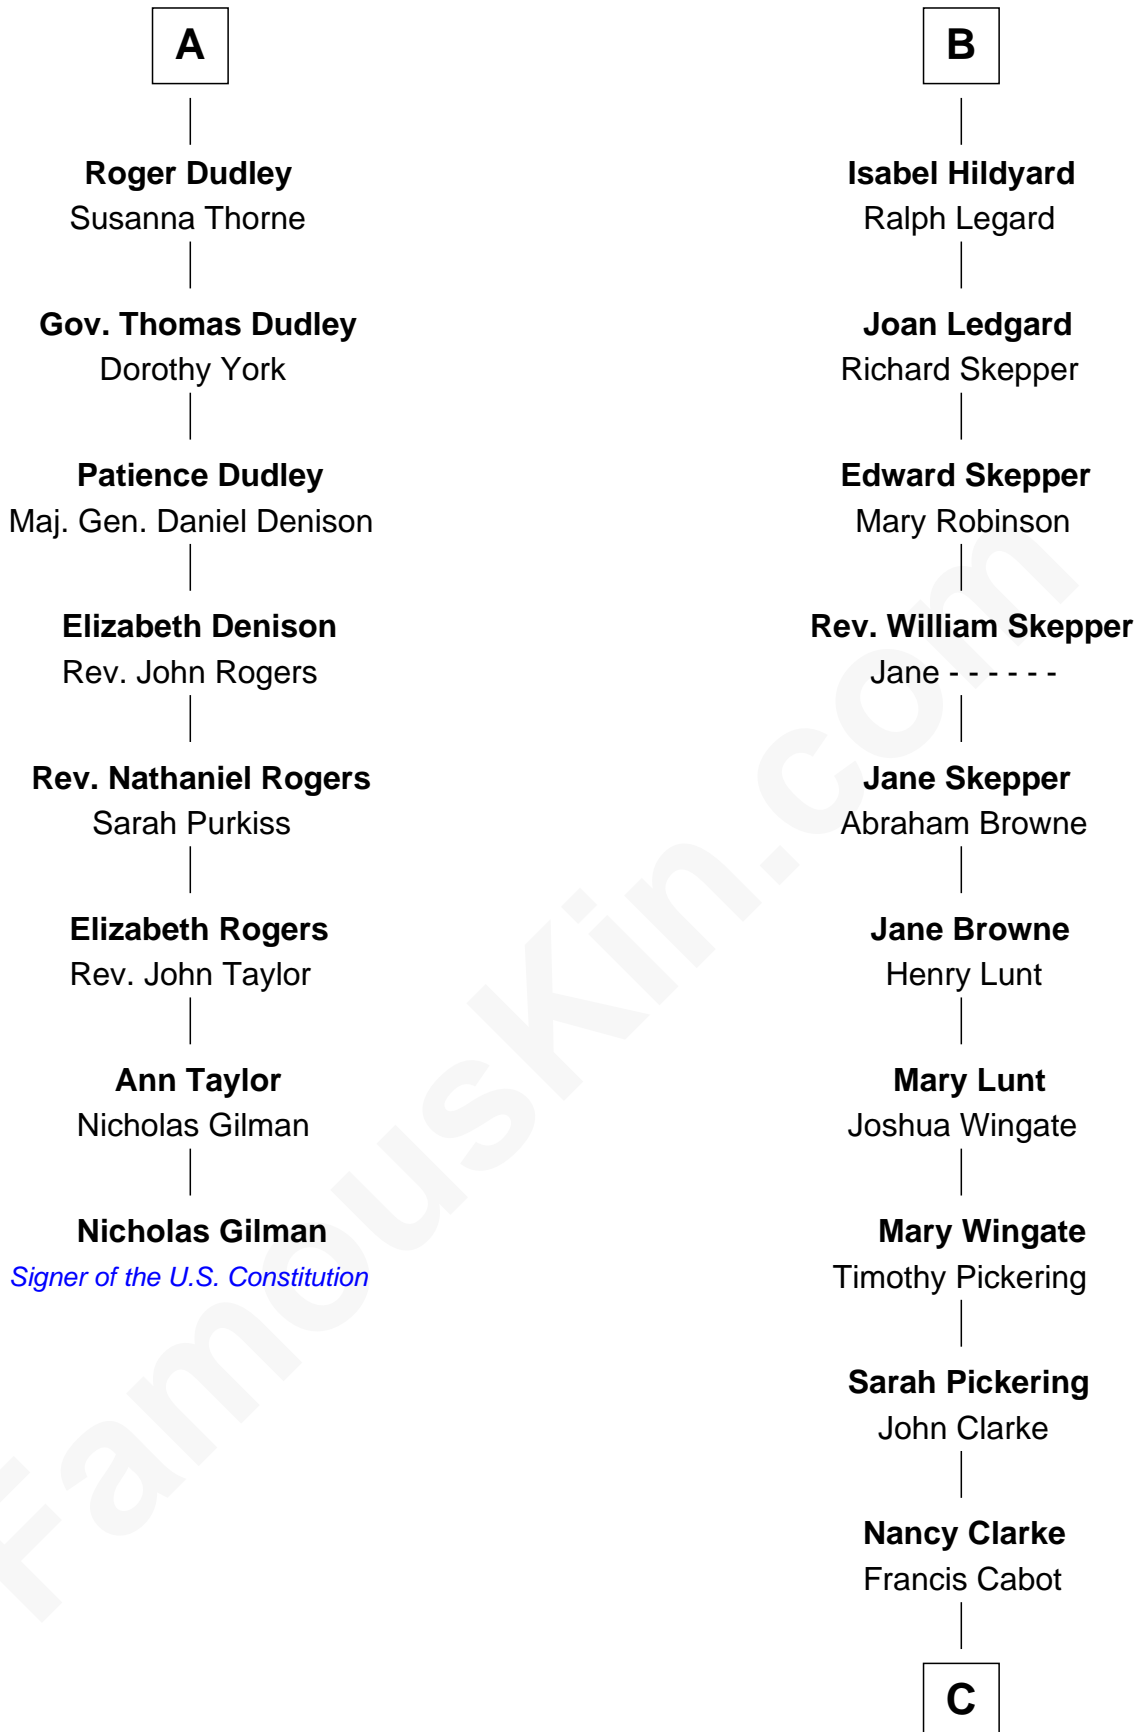 A
Roger Dudley
Susanna Thorne
Gov. Thomas Dudley
Dorothy York
Patience Dudley
Maj. Gen. Daniel Denison
Elizabeth Denison
Rev. John Rogers
Rev. Nathaniel Rogers
Sarah Purkiss
Elizabeth Rogers
Rev. John Taylor
Ann Taylor
Nicholas Gilman
Nicholas Gilman
Signer of the U.S. Constitution
B
Isabel Hildyard
Ralph Legard
Joan Ledgard
Richard Skepper
Edward Skepper
Mary Robinson
Rev. William Skepper
Jane - - - - - -
Jane Skepper
Abraham Browne
Jane Browne
Henry Lunt
Mary Lunt
Joshua Wingate
Mary Wingate
Timothy Pickering
Sarah Pickering
John Clarke
Nancy Clarke
Francis Cabot
C
FamousKin.com